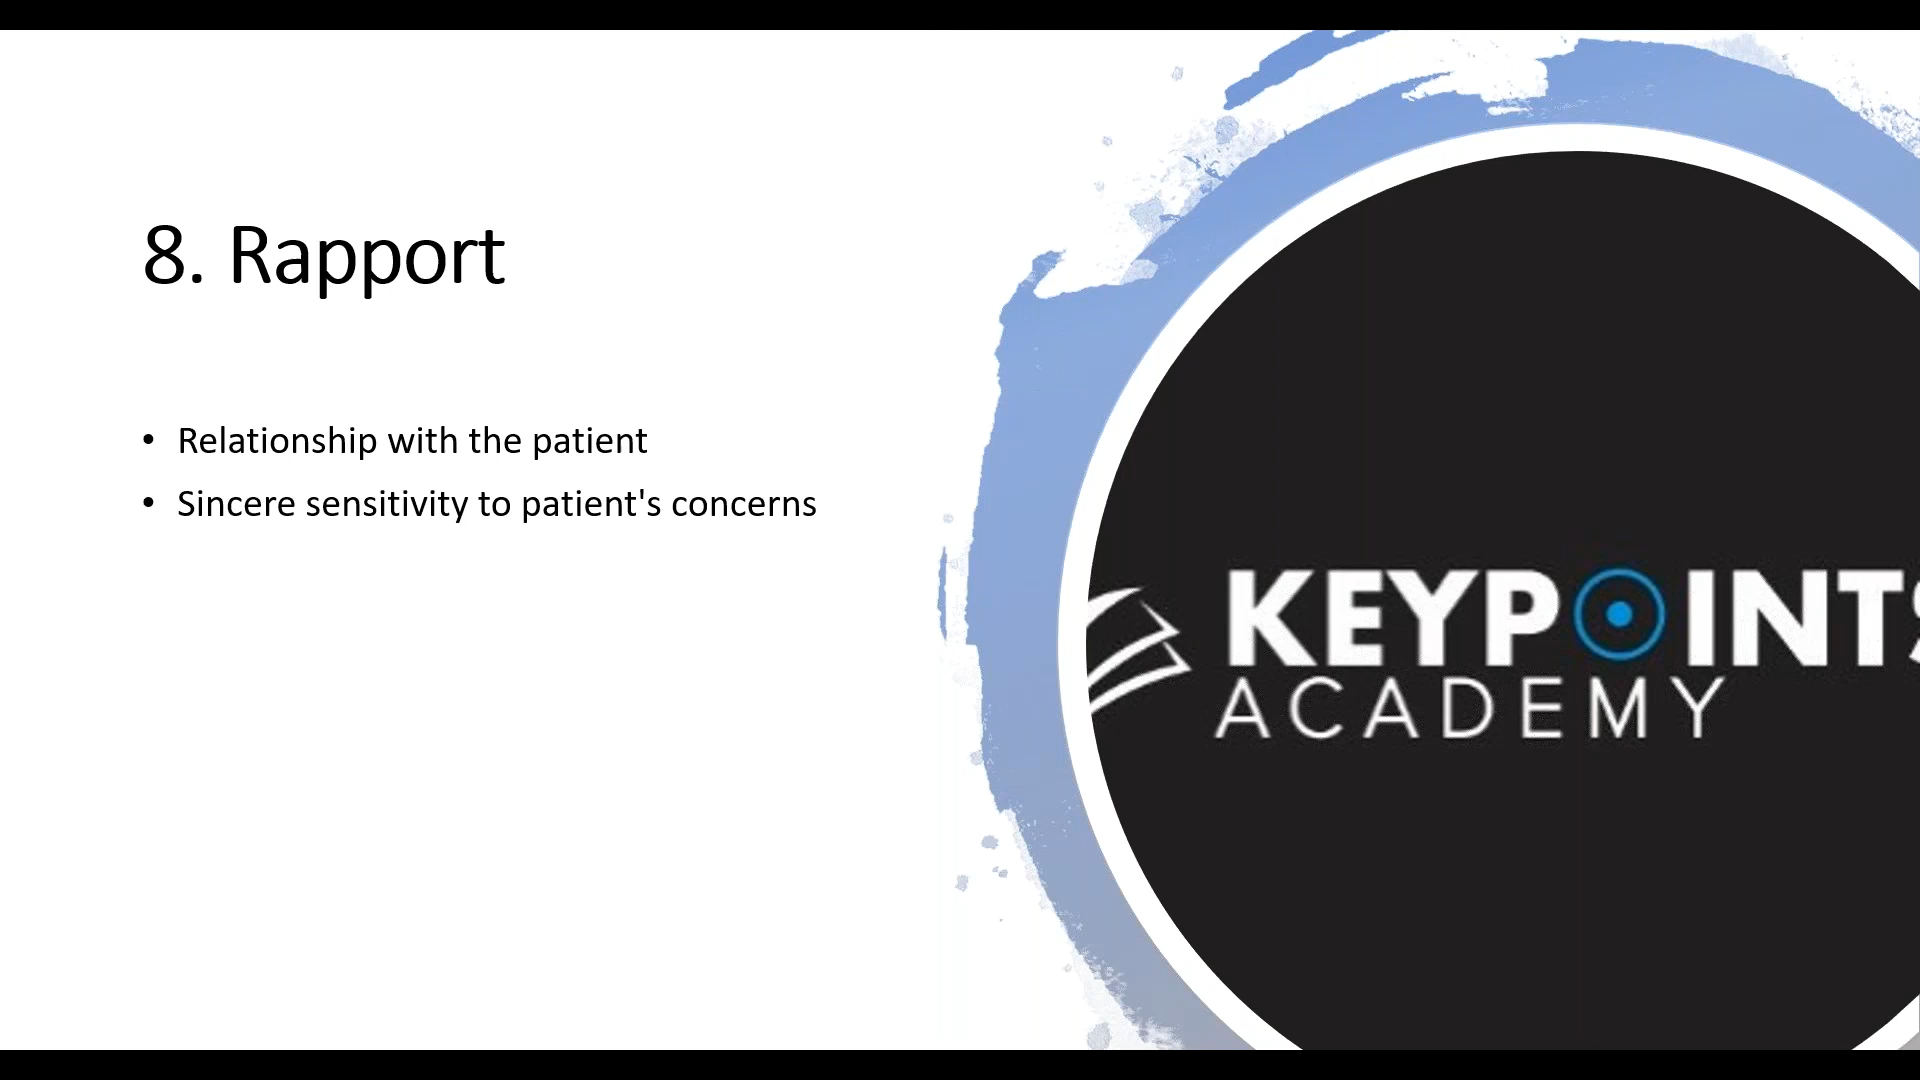 8. Rapport
• Relationship with the patient
• Sincere sensitivity to patient's concerns
KEYPOINTS
ACADEMY